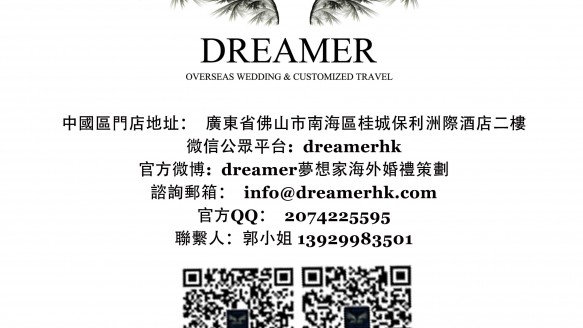 DREAMER
OVERSEAS WEDDING & CUSTOMIZED TRAVEL
中國區門店地址： 廣東省佛山市南海區桂城保利洲際酒店二樓
微信公眾平台: dreamerhk
官方微博: dreamer夢想家海外婚禮策劃
諮詢郵箱： info@dreamerhk.com
官方QQ： 2074225595
聯繫人: 郭小姐 13929983501